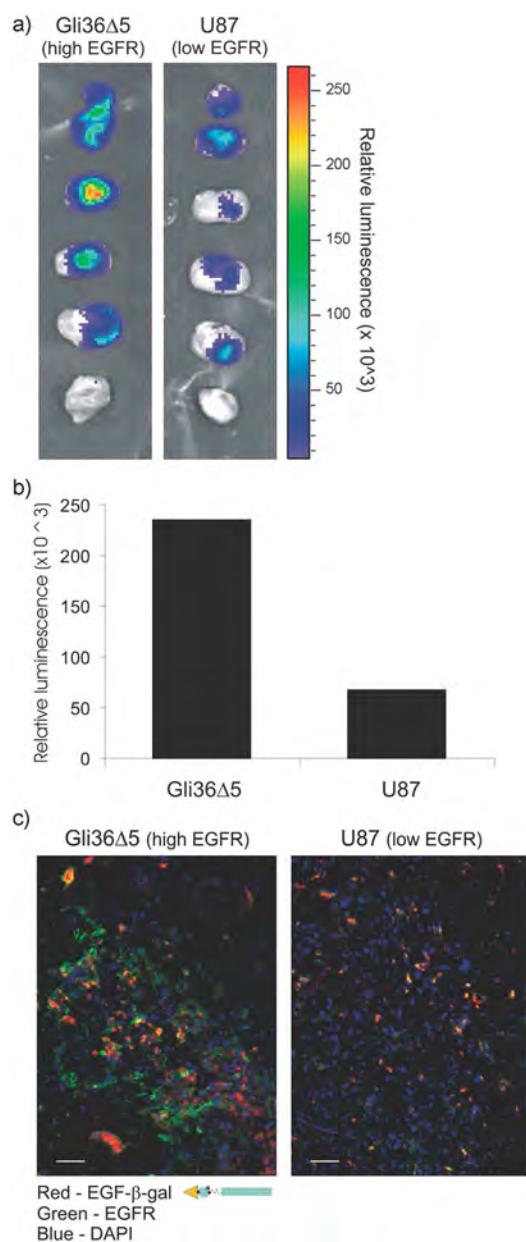 a)
Gli36Δ5
(high EGFR)
U87
(low EGFR)
250
200
150
100
50
Relative luminescence (x 10^3)
b)
Relative luminescence (x10 ^ 3)
250
200
150
100
50
0
Gli36Δ5
U87
c)
Gli36Δ5 (high EGFR)
U87 (low EGFR)
Red - EGF-β-gal
Green - EGFR
Blue - DAPI